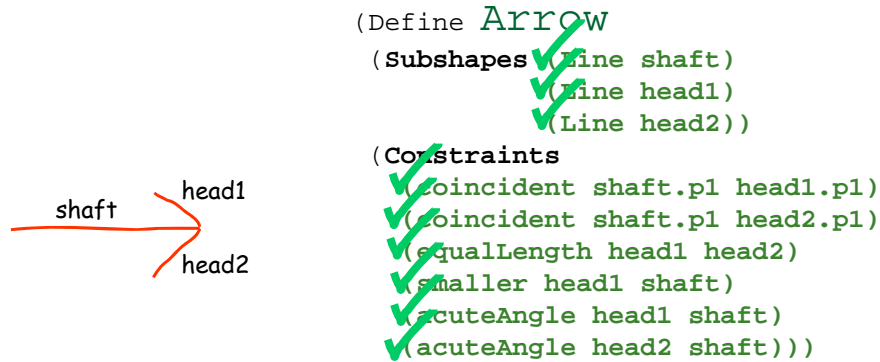 (Define Arrow
(Subshapes (Line shaft)
(Line head1)
(Line head2))
(Constraints
(coincident shaft.p1 head1.p1)
(coincident shaft.p1 head2.p1)
(equalLength head1 head2)
(smaller head1 shaft)
(acuteAngle head1 shaft)
(acuteAngle head2 shaft)))
shaft
head1
head2